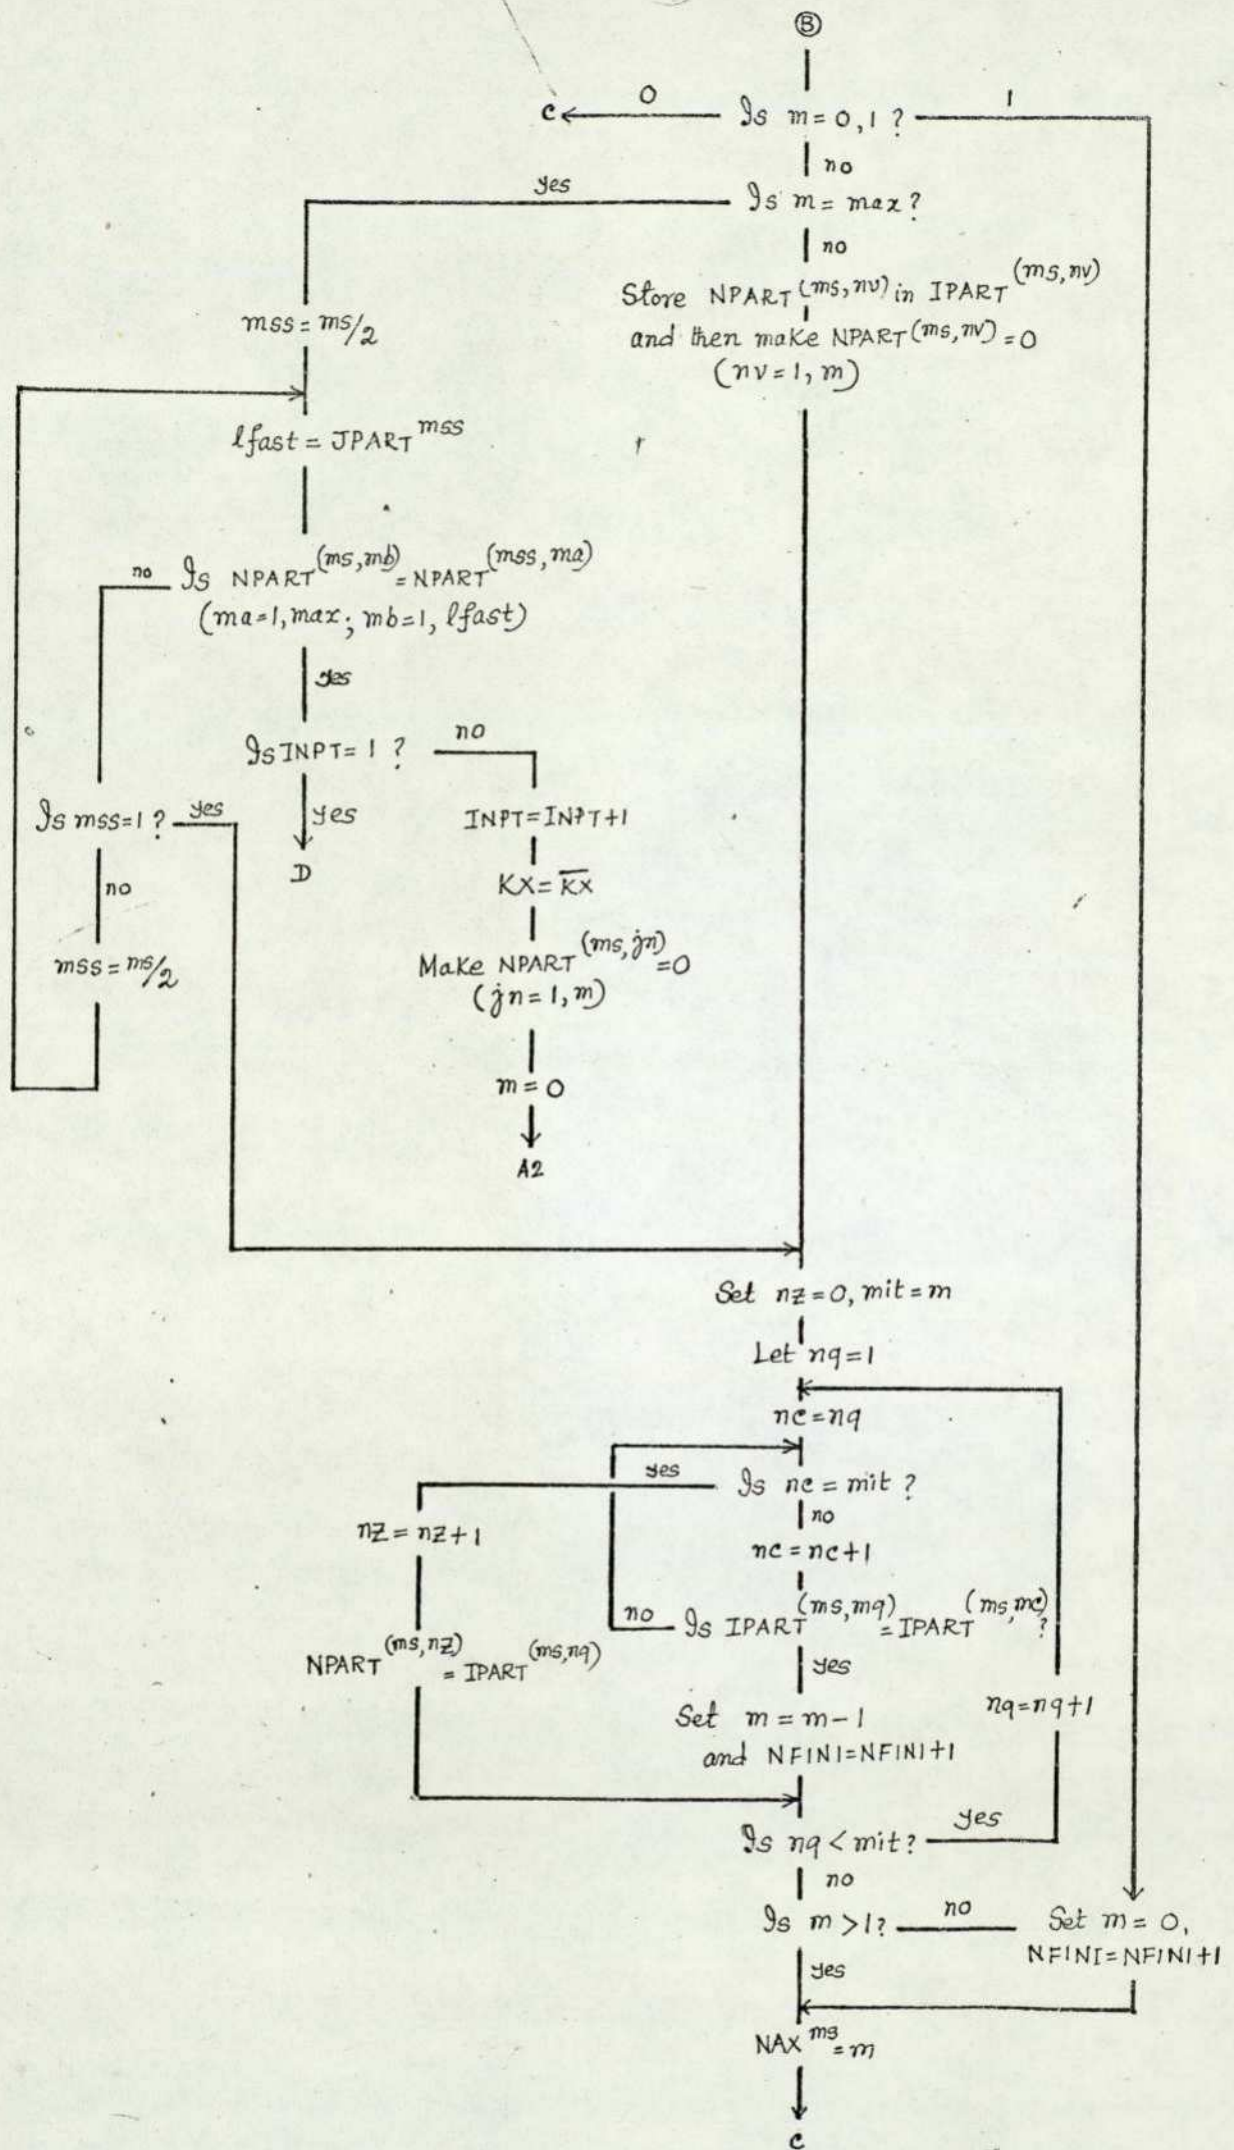 B
C
0
Is m = 0, 1 ?
1
no
yes
Is m = max ?
no
Store NPART(ms,nv) in IPART(ms,nv)
and then make NPART(ms,nv) = 0
(nv = 1, m)
mss = ms/2
lfast = JPART mss
no
Is NPART(ms,mb) = NPART(mss,ma)
(ma=1, max; mb=1, lfast)
yes
Is INPT = 1 ?
no
yes
D
INPT=INPT+1
KX = K̅X̅
Make NPART(ms,jn) = 0
(jn = 1, m)
m = 0
A2
Is mss=1 ?
yes
no
mss = ms/2
Set nz = 0, mit = m
Let nq = 1
nc = nq
yes
Is nc = mit ?
no
nz = nz + 1
nc = nc + 1
no
Is IPART(ms,mq) = IPART(ms,mc) ?
NPART(ms,nz) = IPART(ms,nq)
yes
Set m = m - 1
and NFINI=NFINI+1
nq=nq+1
Is nq < mit?
yes
no
Is m > 1?
no
Set m = 0,
NFINI=NFINI+1
yes
NAX ms = m
C